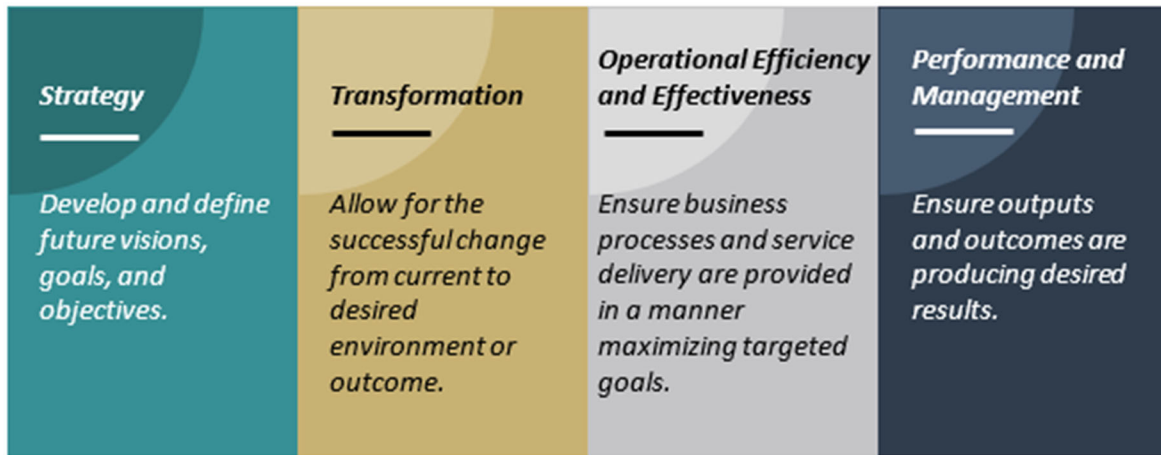 Strategy
Develop and define
future visions,
goals, and
objectives.
Transformation
Allow for the
successful change
from current to
desired
environment or
outcome.
Operational Efficiency
and Effectiveness
Ensure business
processes and service
delivery are provided
in a manner
maximizing targeted
goals.
Performance and
Management
Ensure outputs
and outcomes are
producing desired
results.